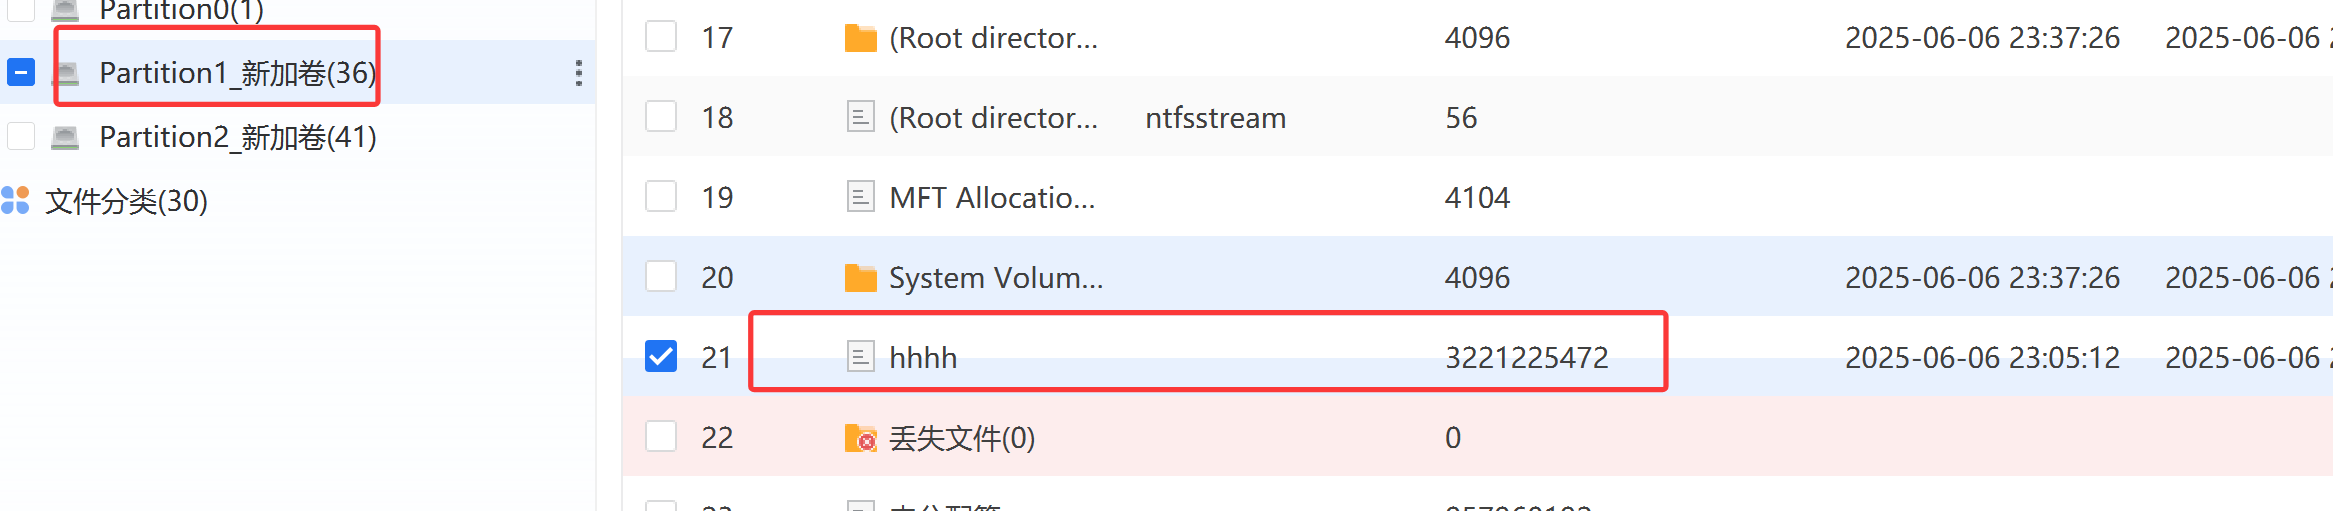 Partition0(1)
Partition1_新加卷(36)
Partition2_新加卷(41)
文件分类(30)
17 (Root director... 4096 2025-06-06 23:37:26 2025-06-06
18 (Root director... ntfsstream 56
19 MFT Allocatio... 4104
20 System Volum... 4096 2025-06-06 23:37:26 2025-06-06
21 hhhh 3221225472 2025-06-06 23:05:12 2025-06-06
22 丢失文件(0) 0